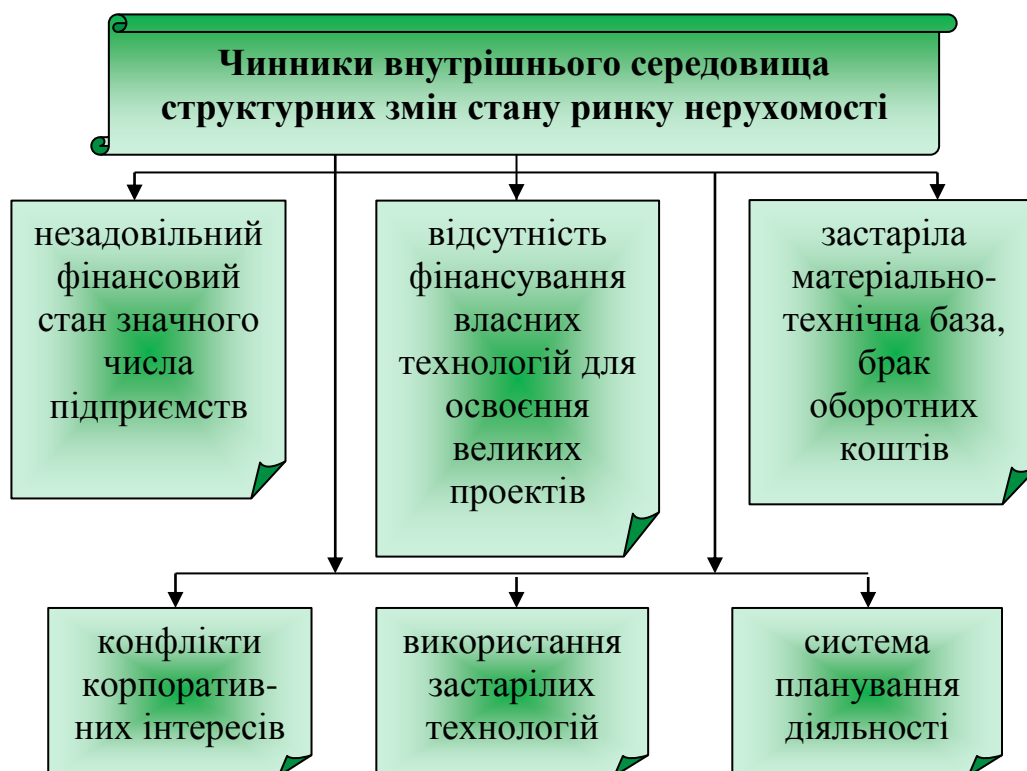 Чинники внутрішнього середовища
структурних змін стану ринку нерухомості
незадовільний
фінансовий
стан значного
числа
підприємств
відсутність
фінансування
власних
технологій для
освоєння
великих
проектів
застаріла
матеріально-
технічна база,
брак
оборотних
коштів
конфлікти
корпоратив-
них інтересів
використання
застарілих
технологій
система
планування
діяльності